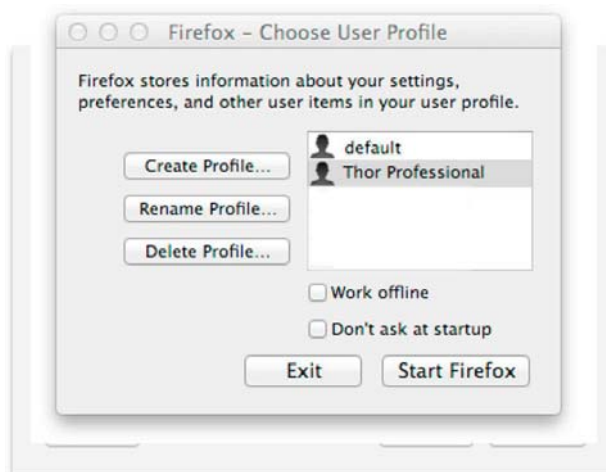 Firefox – Choose User Profile
Firefox stores information about your settings,
preferences, and other user items in your user profile.
Create Profile...
Rename Profile...
Delete Profile...
default
Thor Professional
Work offline
Don't ask at startup
Exit
Start Firefox